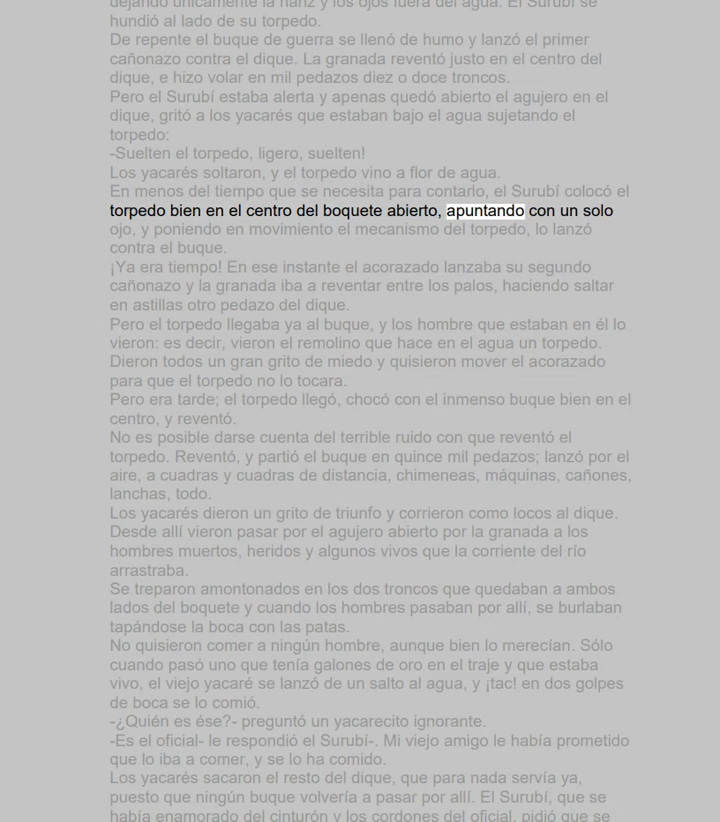 dejando únicamente la nariz y los ojos fuera del agua. El Surubí se
hundió al lado de su torpedo.
De repente el buque de guerra se llenó de humo y lanzó el primer
cañonazo contra el dique. La granada reventó justo en el centro del
dique, e hizo volar en mil pedazos diez o doce troncos.
Pero el Surubí estaba alerta y apenas quedó abierto el agujero en el
dique, gritó a los yacarés que estaban bajo el agua sujetando el
torpedo:
-Suelten el torpedo, ligero, suelten!
Los yacarés soltaron, y el torpedo vino a flor de agua.
En menos del tiempo que se necesita para contarlo, el Surubí colocó el
torpedo bien en el centro del boquete abierto, apuntando con un solo
ojo, y poniendo en movimiento el mecanismo del torpedo, lo lanzó
contra el buque.
¡Ya era tiempo! En ese instante el acorazado lanzaba su segundo
cañonazo y la granada iba a reventar entre los palos, haciendo saltar
en astillas otro pedazo del dique.
Pero el torpedo llegaba ya al buque, y los hombre que estaban en él lo
vieron: es decir, vieron el remolino que hace en el agua un torpedo.
Dieron todos un gran grito de miedo y quisieron mover el acorazado
para que el torpedo no lo tocara.
Pero era tarde; el torpedo llegó, chocó con el inmenso buque bien en el
centro, y reventó.
No es posible darse cuenta del terrible ruido con que reventó el
torpedo. Reventó, y partió el buque en quince mil pedazos; lanzó por el
aire, a cuadras y cuadras de distancia, chimeneas, máquinas, cañones,
lanchas, todo.
Los yacarés dieron un grito de triunfo y corrieron como locos al dique.
Desde allí vieron pasar por el agujero abierto por la granada a los
hombres muertos, heridos y algunos vivos que la corriente del río
arrastraba.
Se treparon amontonados en los dos troncos que quedaban a ambos
lados del boquete y cuando los hombres pasaban por allí, se burlaban
tapándose la boca con las patas.
No quisieron comer a ningún hombre, aunque bien lo merecían. Sólo
cuando pasó uno que tenía galones de oro en el traje y que estaba
vivo, el viejo yacaré se lanzó de un salto al agua, y ¡tac! en dos golpes
de boca se lo comió.
-¿Quién es ése?- preguntó un yacarecito ignorante.
-Es el oficial- le respondió el Surubí-. Mi viejo amigo le había prometido
que lo iba a comer, y se lo ha comido.
Los yacarés sacaron el resto del dique, que para nada servía ya,
puesto que ningún buque volvería a pasar por allí. El Surubí, que se
había enamorado del cinturón y los cordones del oficial, pidió que se